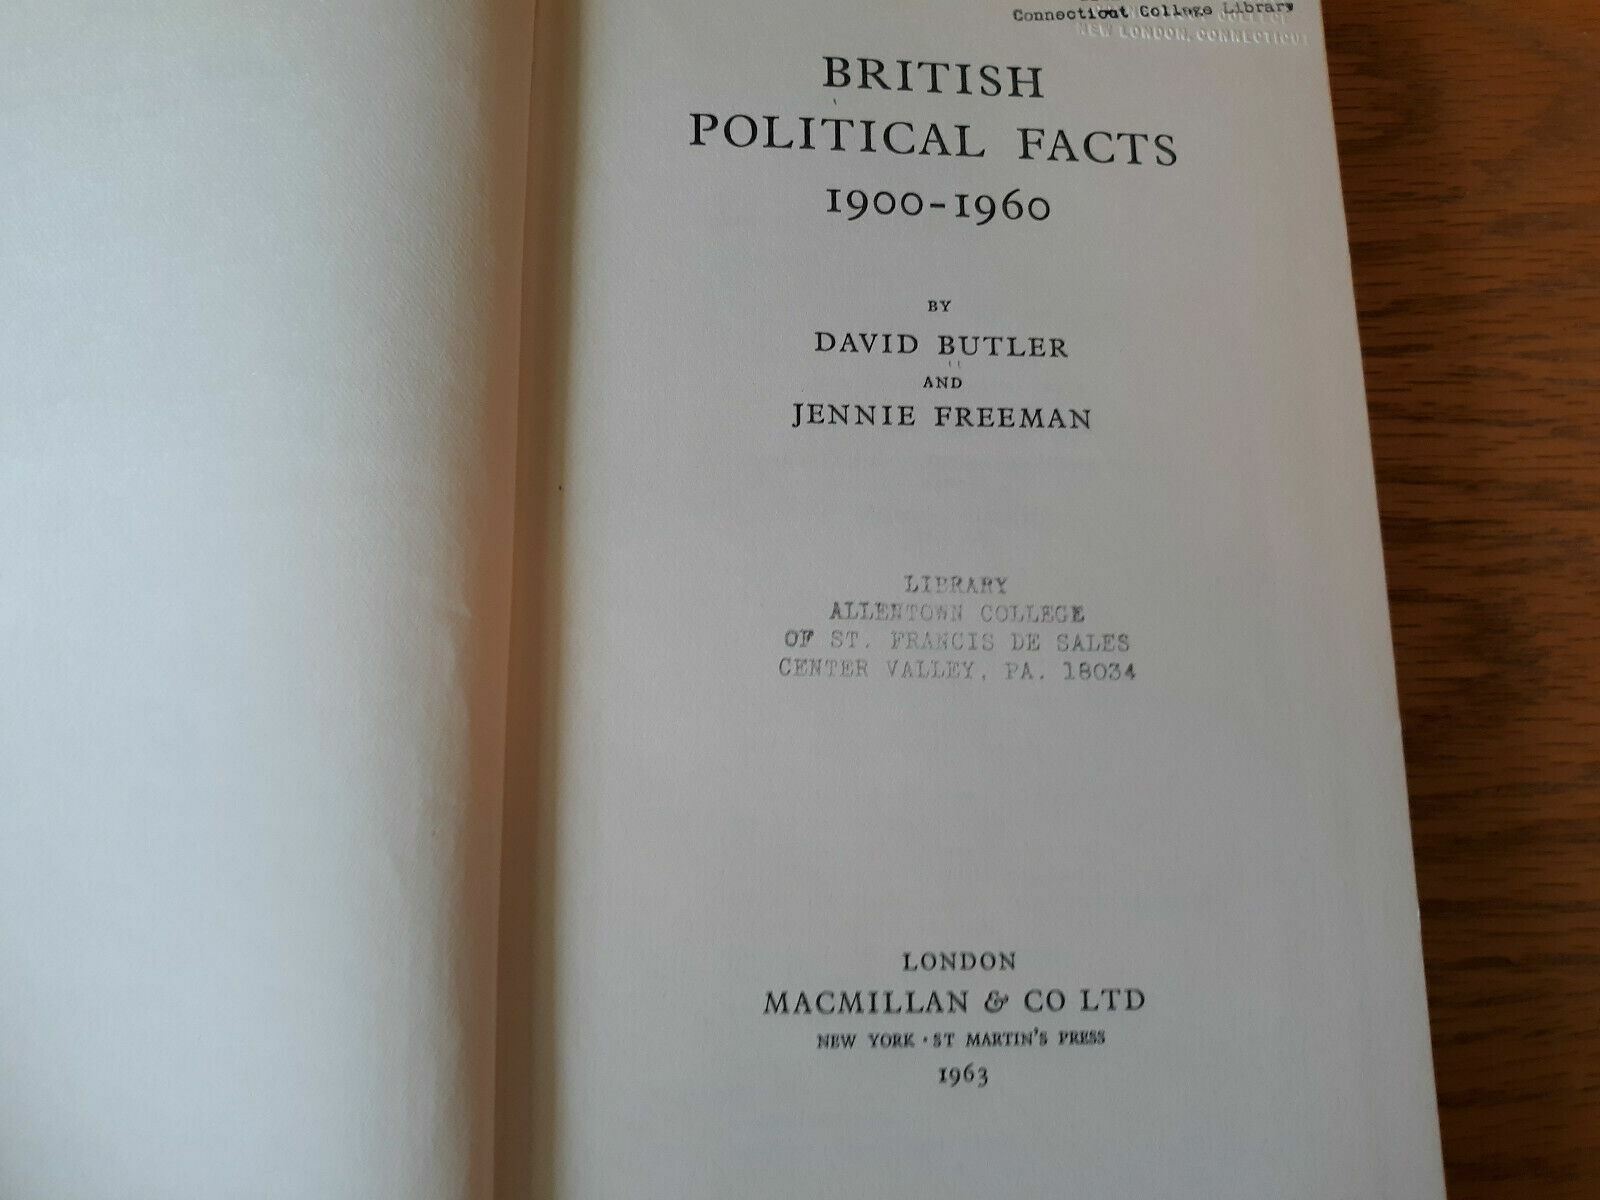 Connecticut College Library
NEW LONDON, CONNECTICUT
BRITISH
POLITICAL FACTS
1900-1960
BY
DAVID BUTLER
AND
JENNIE FREEMAN
LIBRARY
ALLENTOWN COLLEGE
OF ST. FRANCIS DE SALES
CENTER VALLEY, PA. 18034
LONDON
MACMILLAN & CO LTD
NEW YORK · ST MARTIN'S PRESS
1963